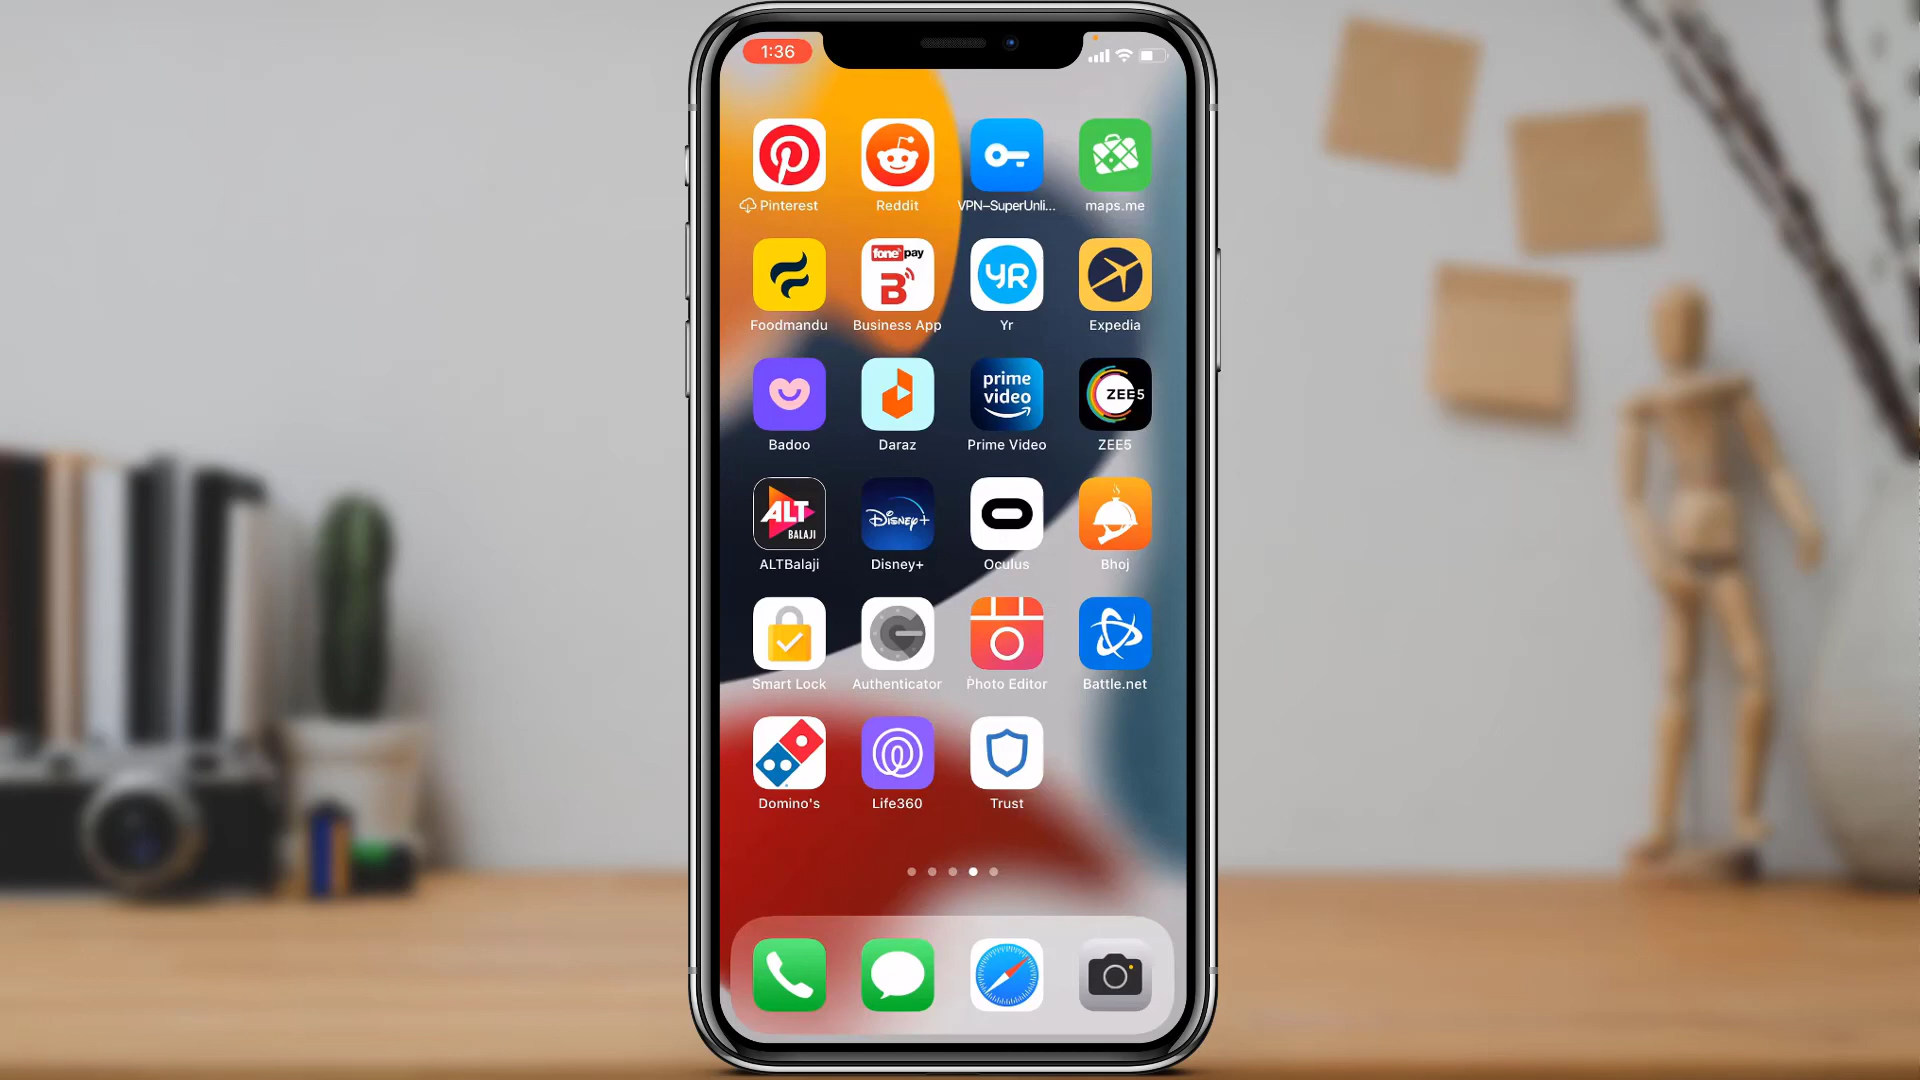 1:36
Pinterest
Reddit
VPN-SuperUnli...
maps.me
fonepay
B
YR
Foodmandu
Business App
Yr
Expedia
prime
video
ZEE5
Badoo
Daraz
Prime Video
ZEE5
ALT
BALAJI
Disney+
ALTBalaji
Disney+
Oculus
Bhoj
Smart Lock
Authenticator
Photo Editor
Battle.net
Domino's
Life360
Trust